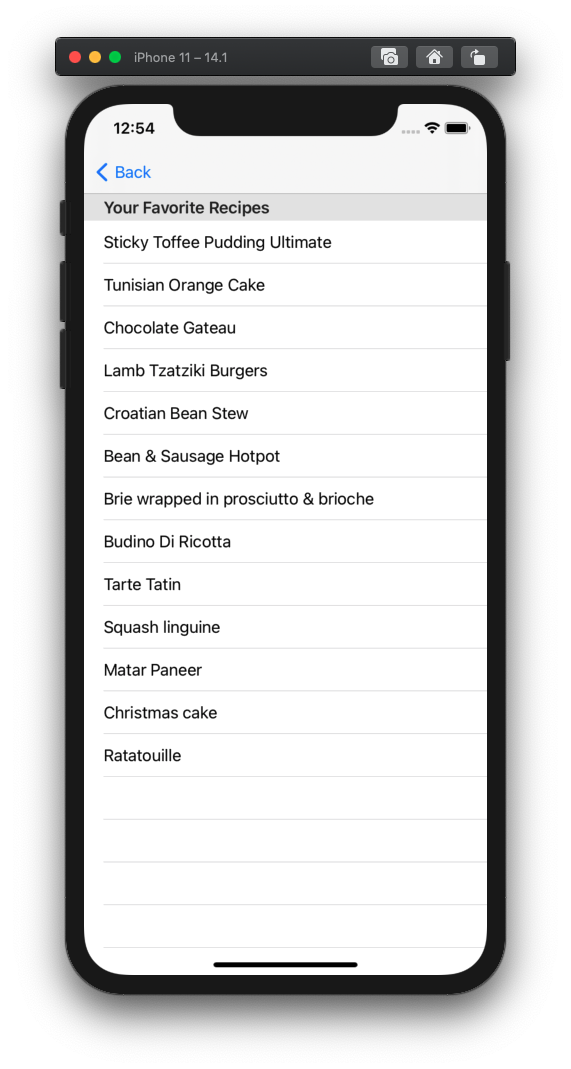 iPhone 11 – 14.1
12:54
Back
Your Favorite Recipes
Sticky Toffee Pudding Ultimate
Tunisian Orange Cake
Chocolate Gateau
Lamb Tzatziki Burgers
Croatian Bean Stew
Bean & Sausage Hotpot
Brie wrapped in prosciutto & brioche
Budino Di Ricotta
Tarte Tatin
Squash linguine
Matar Paneer
Christmas cake
Ratatouille